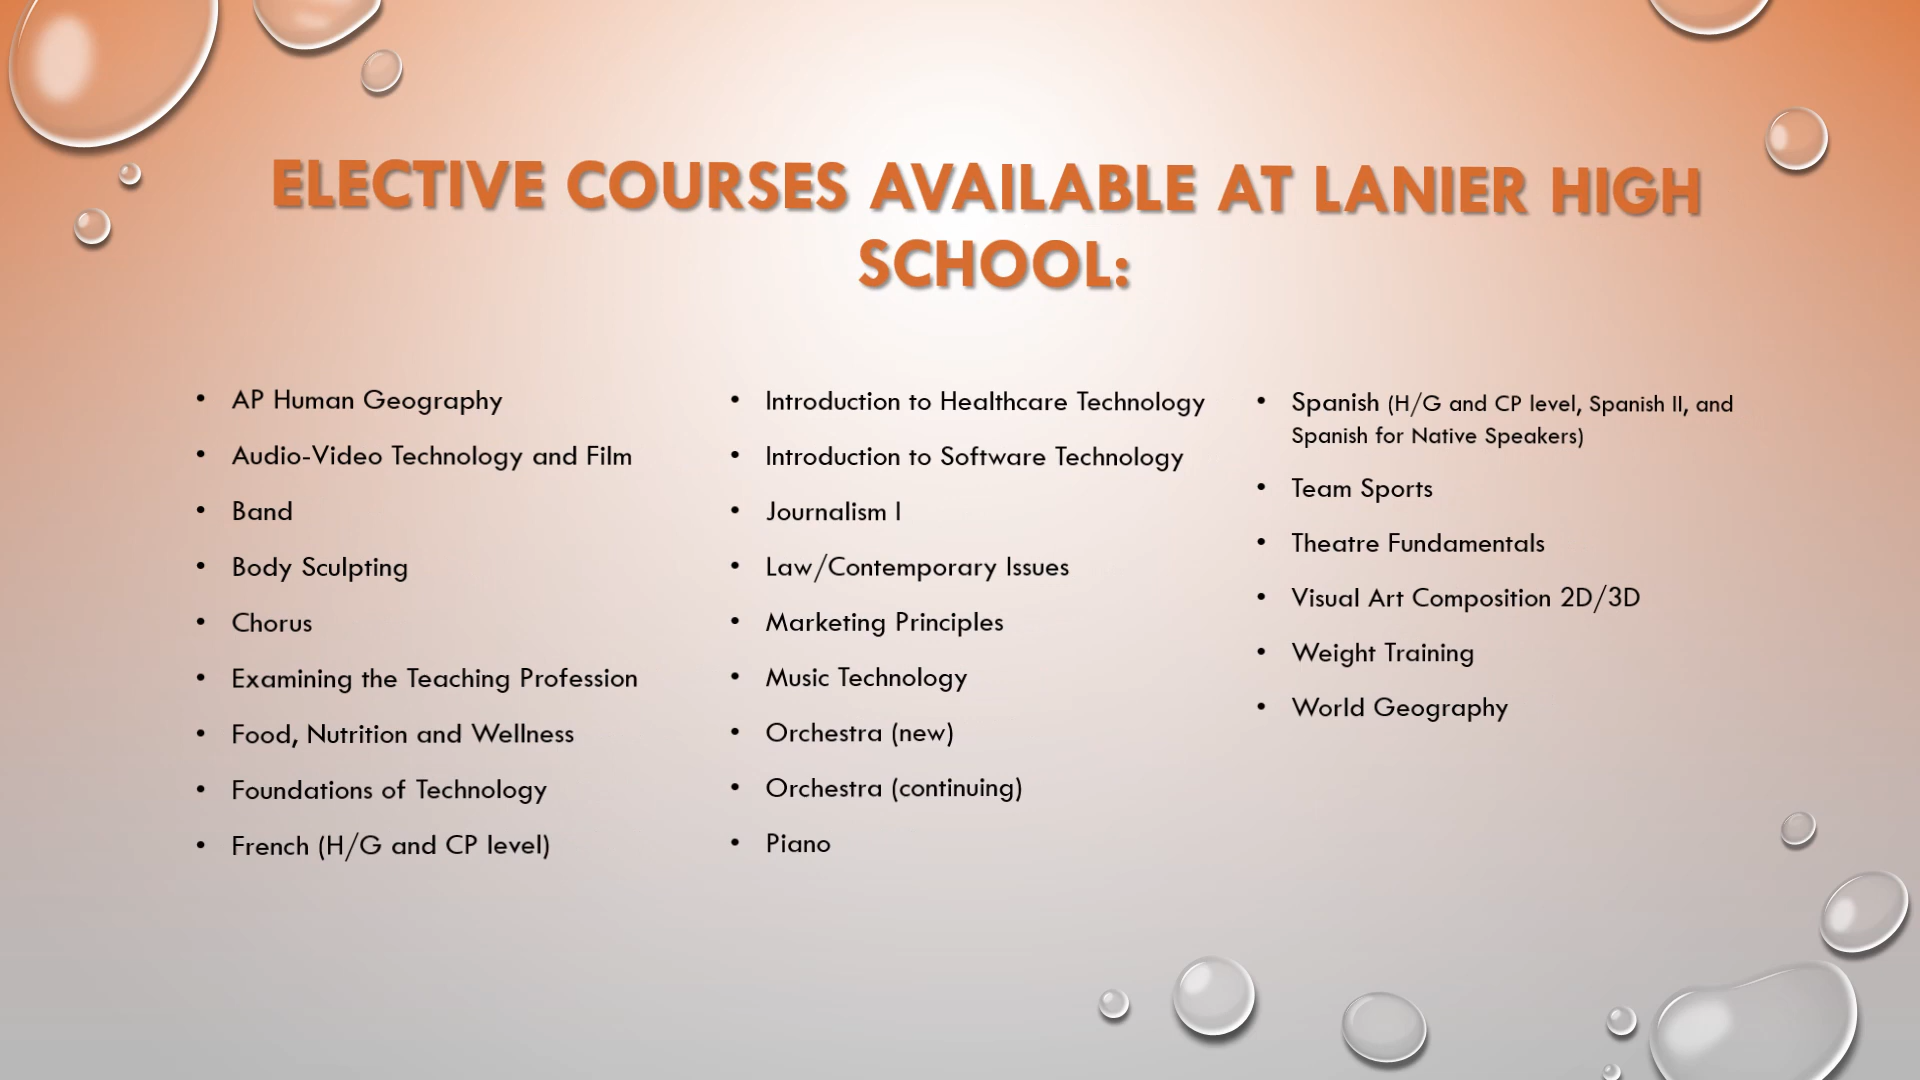 ELECTIVE COURSES AVAILABLE AT LANIER HIGH
SCHOOL:
• AP Human Geography
• Audio-Video Technology and Film
• Band
• Body Sculpting
• Chorus
• Examining the Teaching Profession
• Food, Nutrition and Wellness
• Foundations of Technology
• French (H/G and CP level)
• Introduction to Healthcare Technology
• Introduction to Software Technology
• Journalism I
• Law/Contemporary Issues
• Marketing Principles
• Music Technology
• Orchestra (new)
• Orchestra (continuing)
• Piano
• Spanish (H/G and CP level, Spanish II, and
Spanish for Native Speakers)
• Team Sports
• Theatre Fundamentals
• Visual Art Composition 2D/3D
• Weight Training
• World Geography